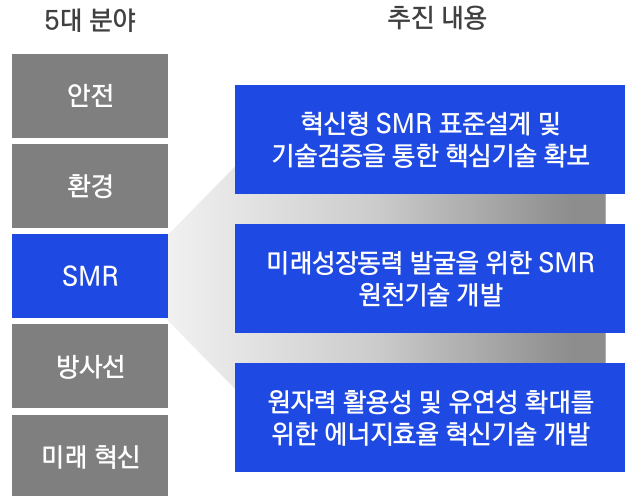 5대 분야
추진 내용
안전
환경
SMR
방사선
미래 혁신
혁신형 SMR 표준설계 및
기술검증을 통한 핵심기술 확보
미래성장동력 발굴을 위한 SMR
원천기술 개발
원자력 활용성 및 유연성 확대를
위한 에너지효율 혁신기술 개발